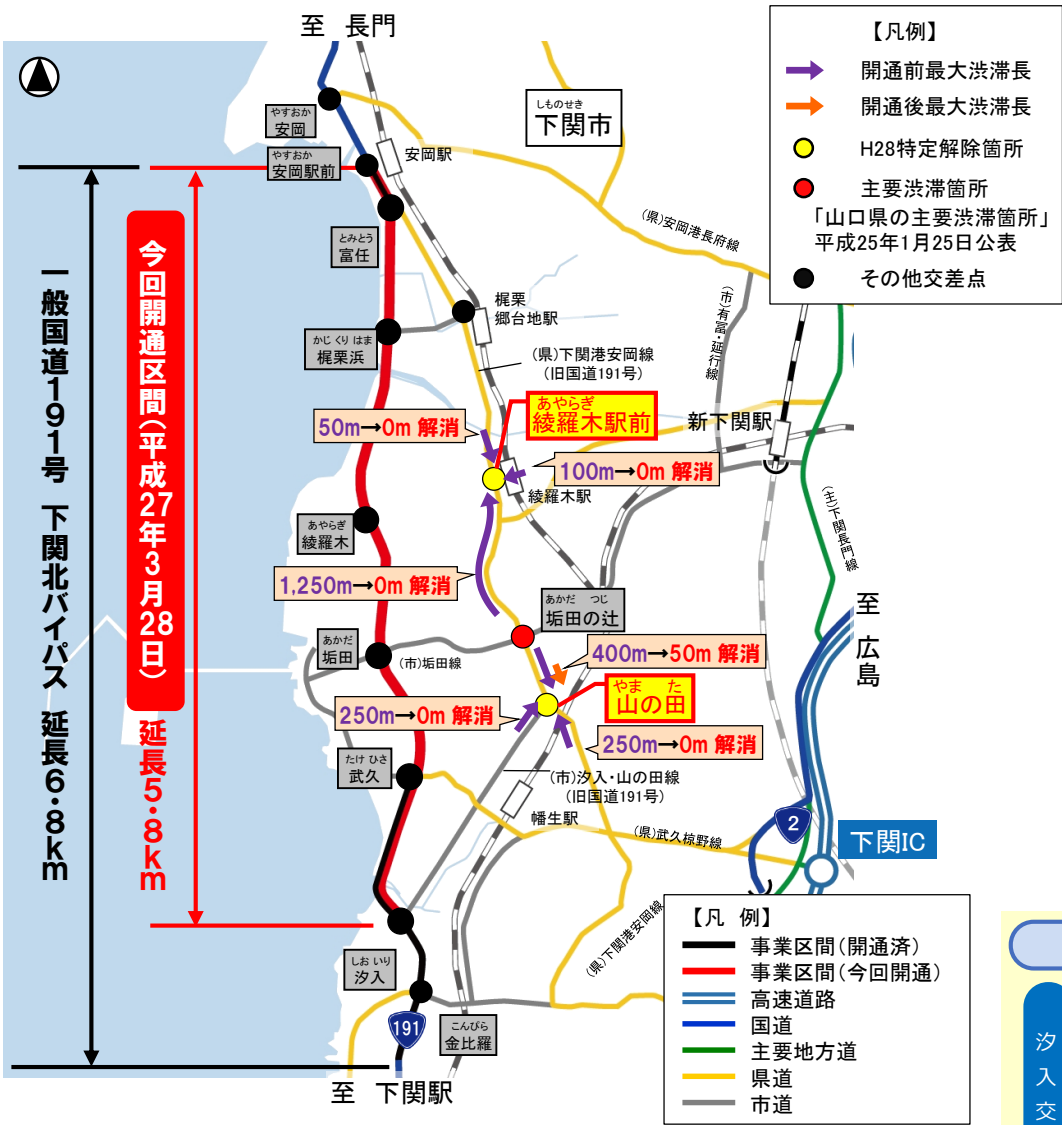 至 長門
【凡例】
開通前最大渋滞長
開通後最大渋滞長
H28特定解除箇所
主要渋滞箇所
「山口県の主要渋滞箇所」
平成25年1月25日公表
その他交差点
しものせき
下関市
やすおか
安岡
やすおか
安岡駅前
安岡駅
(県)安岡港長府線
とみとう
富任
(市)有冨・延行線
梶栗
郷台地駅
かじくりはま
梶栗浜
(県)下関港安岡線
(旧国道191号)
あやらぎ
綾羅木駅前
新下関駅
50m→0m 解消
100m→0m 解消
綾羅木駅
(主)下関長門線
あやらぎ
綾羅木
1,250m→0m 解消
あかだ つじ
垢田の辻
至 広島
あかだ
垢田
(市)垢田線
400m→50m 解消
やま た
山の田
250m→0m 解消
250m→0m 解消
たけ ひさ
武久
(市)汐入・山の田線
(旧国道191号)
幡生駅
(県)武久椋野線
2
下関IC
(県)下関港安岡線
しおいり
汐入
191
こんぴら
金比羅
至 下関駅
一般国道191号 下関北バイパス 延長6・8km
今回開通区間(平成27年3月28日)
延長5・8km
【凡 例】
事業区間(開通済)
事業区間(今回開通)
高速道路
国道
主要地方道
県道
市道
汐入交